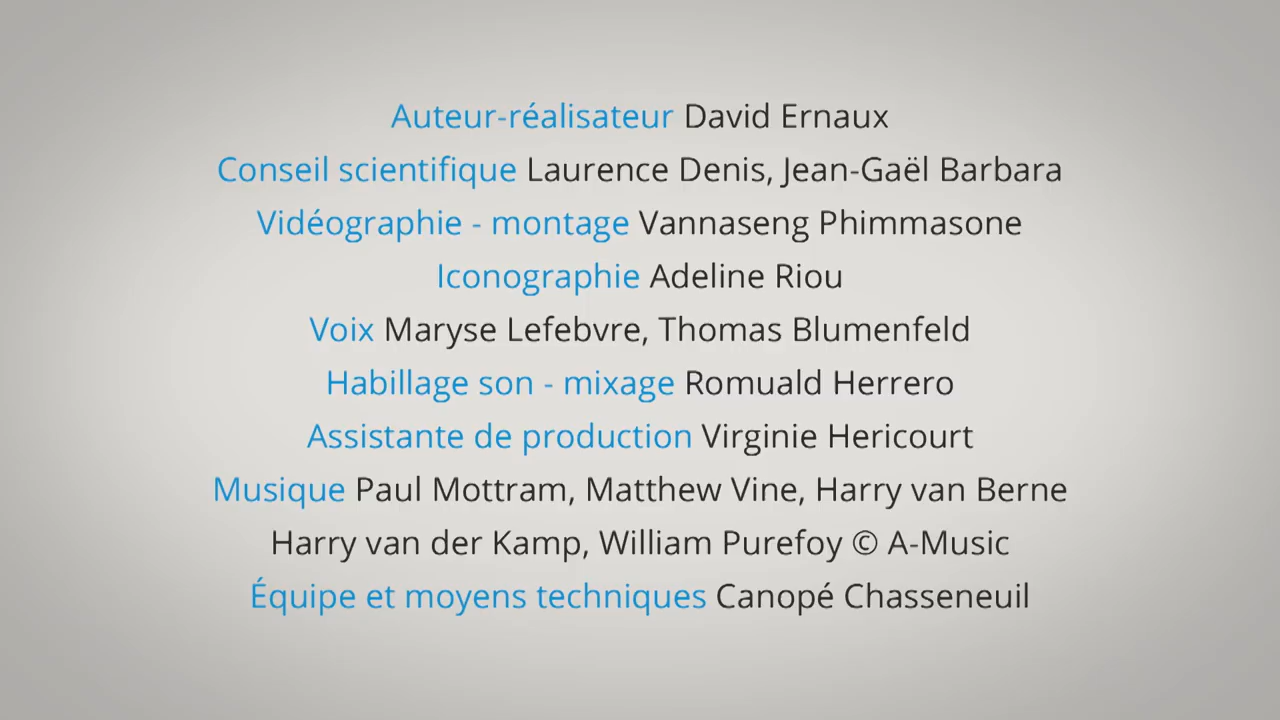 Auteur-réalisateur David Ernaux
Conseil scientifique Laurence Denis, Jean-Gaël Barbara
Vidéographie - montage Vannaseng Phimmasone
Iconographie Adeline Riou
Voix Maryse Lefebvre, Thomas Blumenfeld
Habillage son - mixage Romuald Herrero
Assistante de production Virginie Hericourt
Musique Paul Mottram, Matthew Vine, Harry van Berne
Harry van der Kamp, William Purefoy © A-Music
Équipe et moyens techniques Canopé Chasseneuil